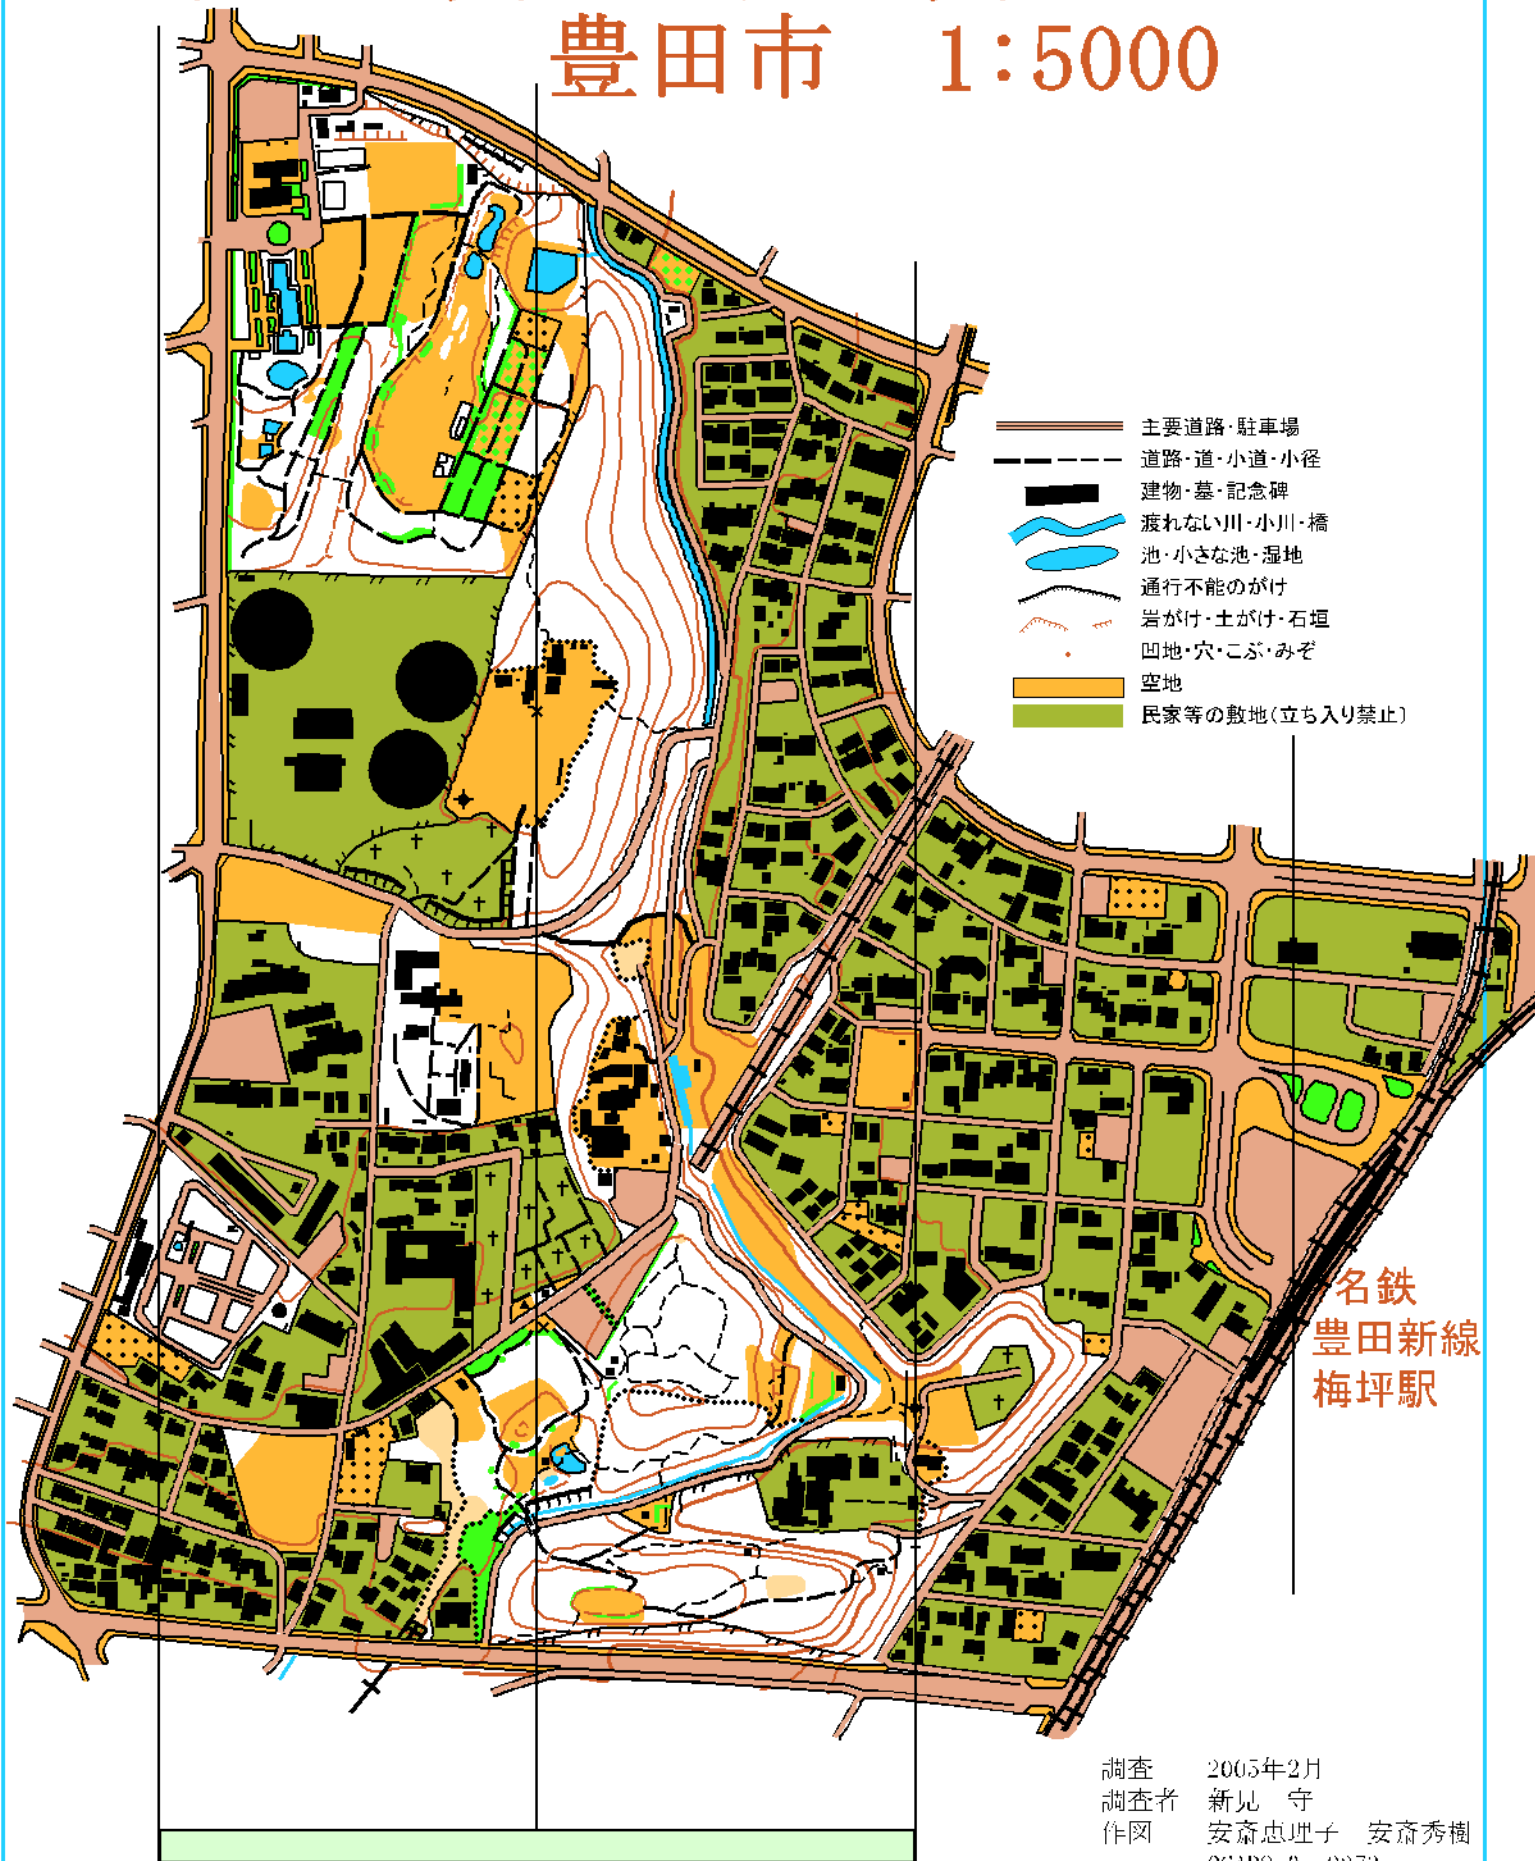 豊田市　1:5000
主要道路・駐車場
道路・道・小道・小径
建物・墓・記念碑
渡れない川・小川・橋
池・小さな池・湿地
通行不能のがけ
岩がけ・土がけ・石垣
凹地・穴・こぶ・みぞ
空地
民家等の敷地(立ち入り禁止)
名鉄
豊田新線
梅坪駅
調査　2005年2月
調査者　新見　守
作図　安斎恵理子　安斎秀樹